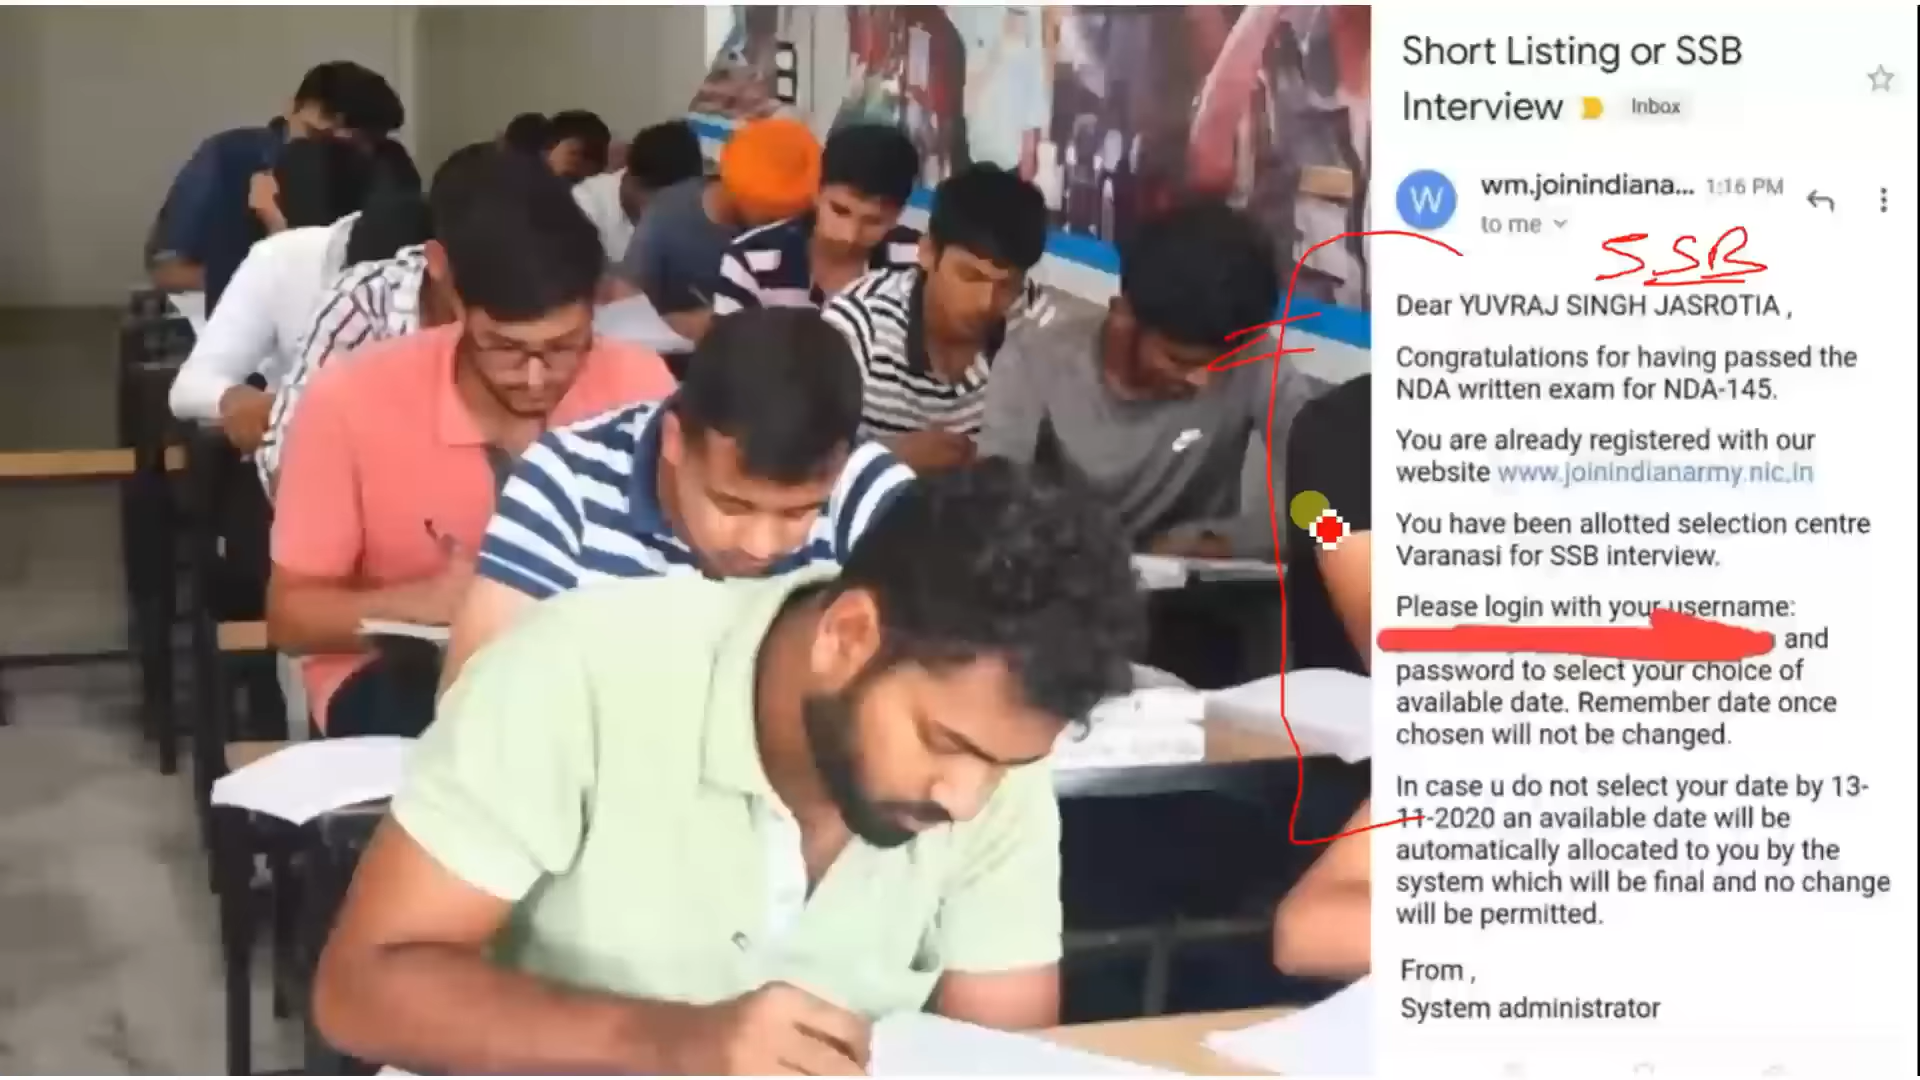 Short Listing or SSB
Interview Inbox
W
wm.joinindiana... 1:16 PM
to me
SSB
Dear YUVRAJ SINGH JASROTIA ,
Congratulations for having passed the
NDA written exam for NDA-145.
You are already registered with our
website www.joinindianarmy.nic.in
You have been allotted selection centre
Varanasi for SSB interview.
Please login with your username:
and
password to select your choice of
available date. Remember date once
chosen will not be changed.
In case u do not select your date by 13-
11-2020 an available date will be
automatically allocated to you by the
system which will be final and no change
will be permitted.
From ,
System administrator